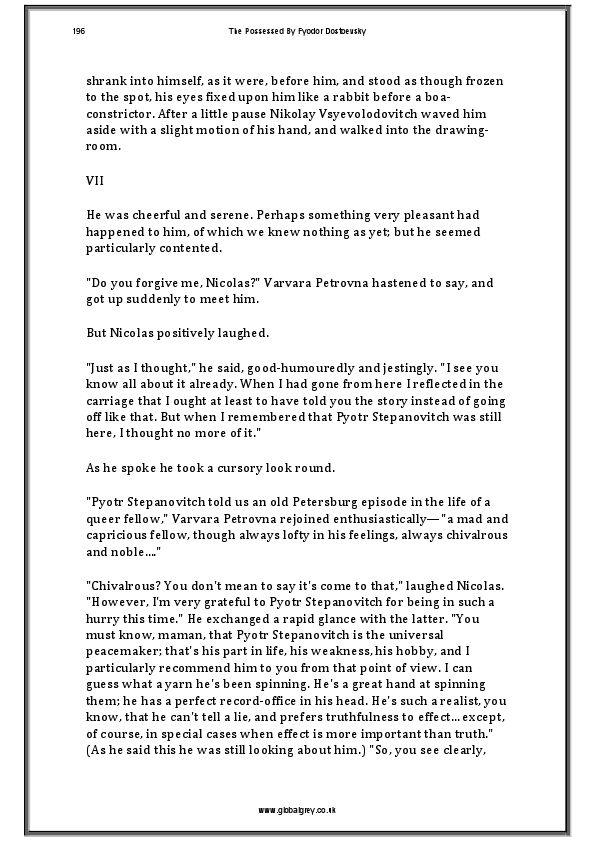 196 The Possessed By Fyodor Dostoevsky
shrank into himself, as it were, before him, and stood as though frozen
to the spot, his eyes fixed upon him like a rabbit before a boa-
constrictor. After a little pause Nikolay Vsyevolodovitch waved him
aside with a slight motion of his hand, and walked into the drawing-
room.
VII
He was cheerful and serene. Perhaps something very pleasant had
happened to him, of which we knew nothing as yet; but he seemed
particularly contented.
"Do you forgive me, Nicolas?" Varvara Petrovna hastened to say, and
got up suddenly to meet him.
But Nicolas positively laughed.
"Just as I thought," he said, good-humouredly and jestingly. "I see you
know all about it already. When I had gone from here I reflected in the
carriage that I ought at least to have told you the story instead of going
off like that. But when I remembered that Pyotr Stepanovitch was still
here, I thought no more of it."
As he spoke he took a cursory look round.
"Pyotr Stepanovitch told us an old Petersburg episode in the life of a
queer fellow," Varvara Petrovna rejoined enthusiastically—"a mad and
capricious fellow, though always lofty in his feelings, always chivalrous
and noble...."
"Chivalrous? You don't mean to say it's come to that," laughed Nicolas.
"However, I'm very grateful to Pyotr Stepanovitch for being in such a
hurry this time." He exchanged a rapid glance with the latter. "You
must know, maman, that Pyotr Stepanovitch is the universal
peacemaker; that's his part in life, his weakness, his hobby, and I
particularly recommend him to you from that point of view. I can
guess what a yarn he's been spinning. He's a great hand at spinning
them; he has a perfect record-office in his head. He's such a realist, you
know, that he can't tell a lie, and prefers truthfulness to effect... except,
of course, in special cases when effect is more important than truth."
(As he said this he was still looking about him.) "So, you see clearly,
www.globalgrey.co.uk